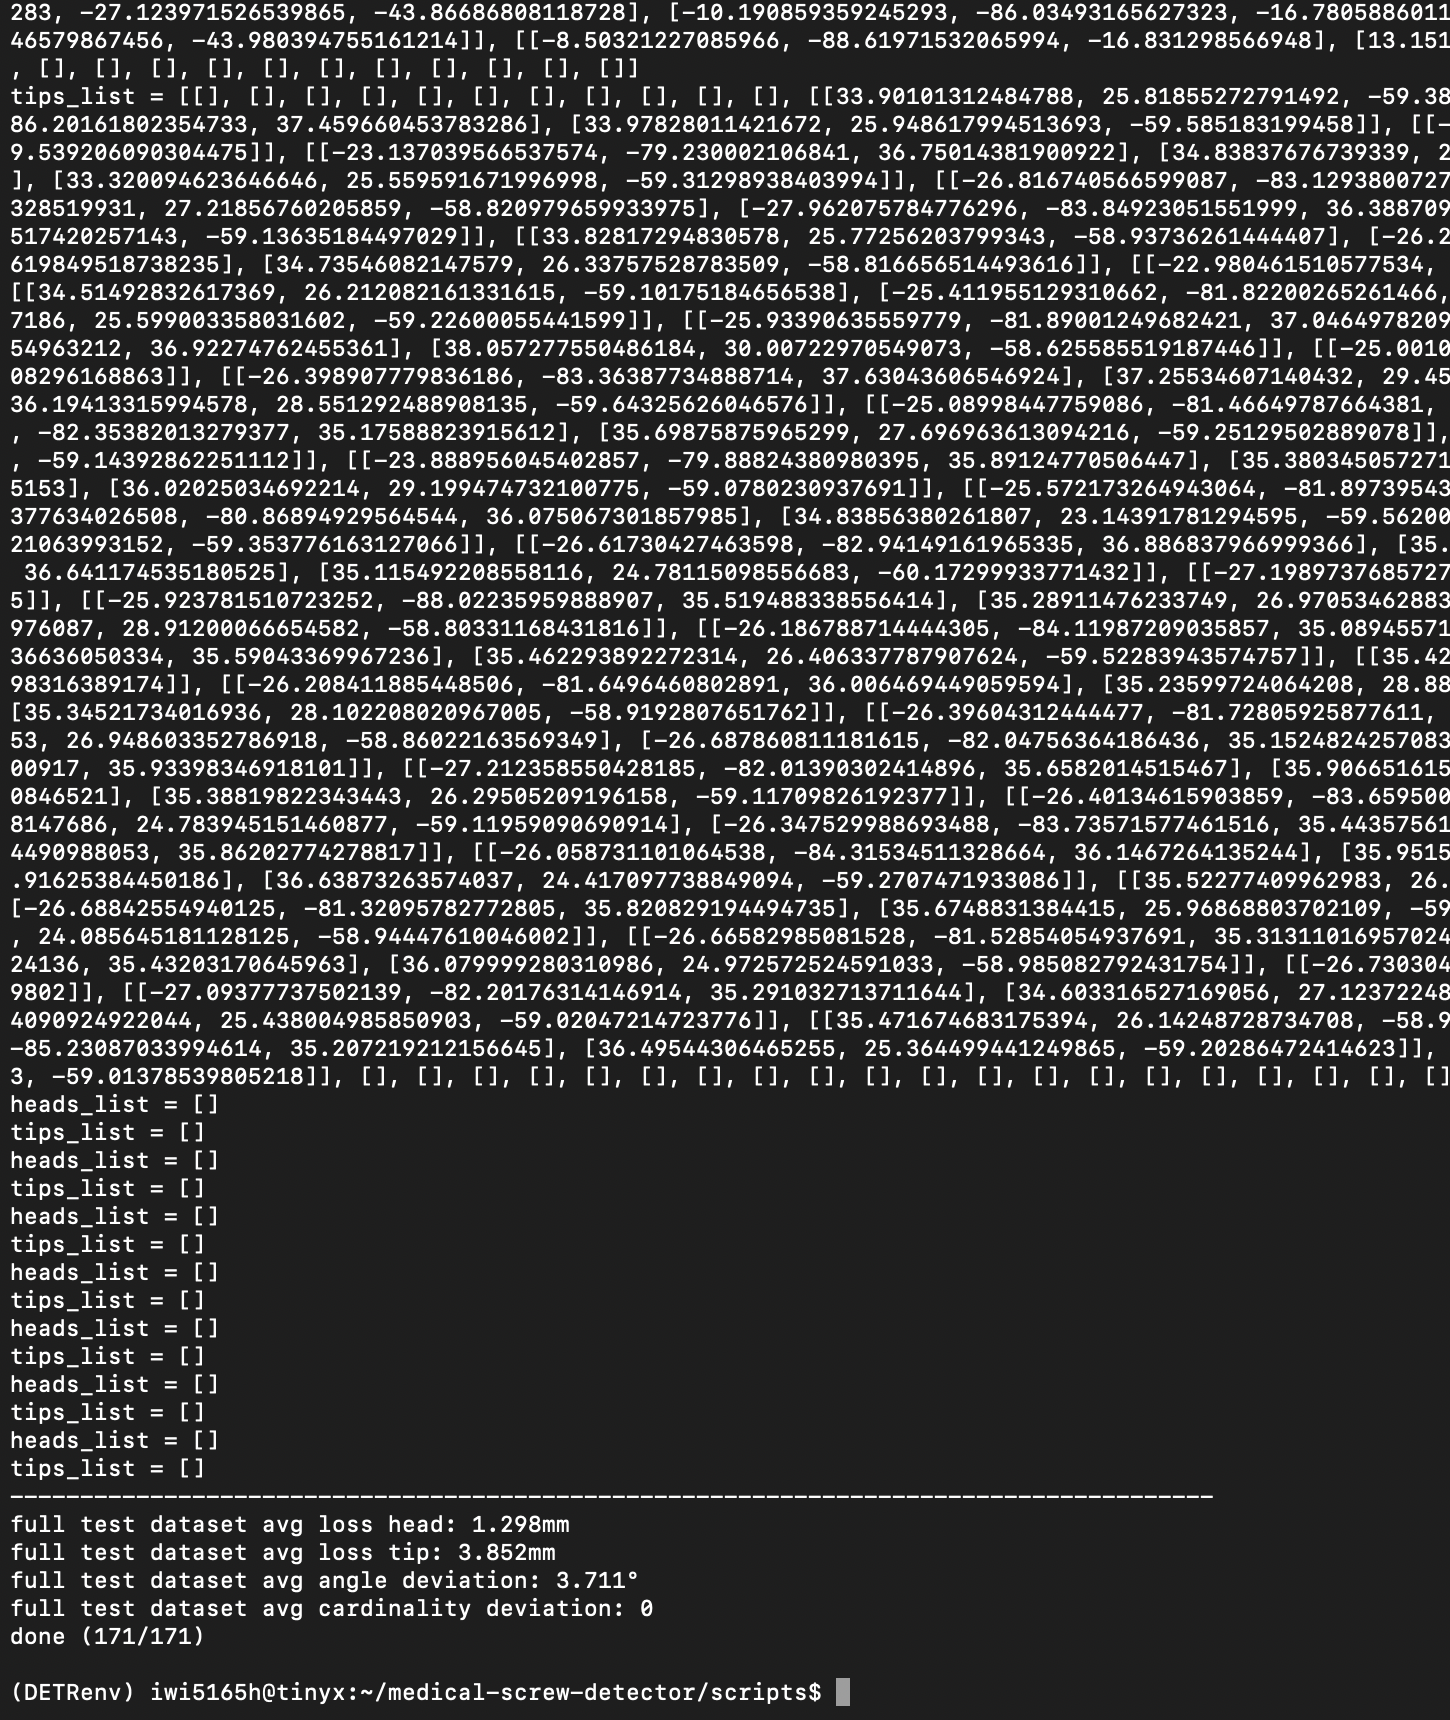 283, -27.123971526539865, -43.86686808118728], [-10.190859359245293, -86.03493165627323, -16.7805886011
46579867456, -43.980394755161214]], [[-8.50321227085966, -88.61971532065994, -16.831298566948], [13.151
, [], [], [], [], [], [], [], [], [], [], []]
tips_list = [[], [], [], [], [], [], [], [], [], [], [], [[33.90101312484788, 25.81855272791492, -59.38
86.20161802354733, 37.459660453783286], [33.97828011421672, 25.948617994513693, -59.585183199458]], [[-
9.539206090304475]], [[-23.137039566537574, -79.230002106841, 36.75014381900922], [34.83837676739339, 2
], [33.320094623646646, 25.559591671996998, -59.31298938403994]], [[-26.816740566599087, -83.1293800727
328519931, 27.21856760205859, -58.820979659933975], [-27.962075784776296, -83.84923051551999, 36.388709
517420257143, -59.13635184497029]], [[33.82817294830578, 25.77256203799343, -58.93736261444407], [-26.2
619849518738235], [34.73546082147579, 26.33757528783509, -58.816656514493616]], [[-22.980461510577534,
[[34.51492832617369, 26.212082161331615, -59.10175184656538], [-25.411955129310662, -81.82200265261466,
7186, 25.599003358031602, -59.22600055441599]], [[-25.93390635559779, -81.89001249682421, 37.0464978209
54963212, 36.92274762455361], [38.057277550486184, 30.00722970549073, -58.625585519187446]], [[-25.0010
08296168863]], [[-26.398907779836186, -83.36387734888714, 37.63043606546924], [37.25534607140432, 29.45
36.19413315994578, 28.551292488908135, -59.64325626046576]], [[-25.08998447759086, -81.46649787664381,
, -82.35382013279377, 35.17588823915612], [35.69875875965299, 27.696963613094216, -59.25129502889078]],
, -59.14392862251112]], [[-23.888956045402857, -79.88824380980395, 35.89124770506447], [35.380345057271
5153], [36.02025034692214, 29.199474732100775, -59.0780230937691]], [[-25.572173264943064, -81.89739543
377634026508, -80.86894929564544, 36.075067301857985], [34.83856380261807, 23.14391781294595, -59.56200
21063993152, -59.353776163127066]], [[-26.61730427463598, -82.94149161965335, 36.886837966999366], [35.
36.641174535180525], [35.115492208558116, 24.78115098556683, -60.17299933771432]], [[-27.19897376857​27
5]], [[-25.923781510723252, -88.02235959888907, 35.519488338556414], [35.28911476233749, 26.97053462883
976087, 28.91200066654582, -58.80331168431816]], [[-26.186788714444305, -84.11987209035857, 35.08945571
36636050334, 35.59043369967236], [35.462293892272314, 26.406337787907624, -59.52283943574757]], [[35.42
98316389174]], [[-26.208411885448506, -81.6496460802891, 36.006469449059594], [35.23599724064208, 28.88
[35.34521734016936, 28.102208020967005, -58.9192807651762]], [[-26.39604312444477, -81.72805925877611,
53, 26.948603352786918, -58.86022163569349], [-26.687860811181615, -82.04756364186436, 35.1524824257083
00917, 35.93398346918101]], [[-27.212358550428185, -82.01390302414896, 35.6582014515467], [35.906651615
0846521], [35.38819822343443, 26.29505209196158, -59.11709826192377]], [[-26.40134615903859, -83.659500
8147686, 24.783945151460877, -59.11959090690914], [-26.347529988693488, -83.73571577461516, 35.44357561
4490988053, 35.86202774278817]], [[-26.058731101064538, -84.31534511328664, 36.1467264135244], [35.9515
.91625384450186], [36.63873263574037, 24.417097738849094, -59.2707471933086]], [[35.52277409962983, 26.
[-26.68842554940125, -81.32095782772805, 35.820829194494735], [35.6748831384415, 25.96868803702109, -59
, 24.085645181128125, -58.94447610046002]], [[-26.66582985081528, -81.52854054937691, 35.31311016957024
24136, 35.43203170645963], [36.079999280310986, 24.972572524591033, -58.985082792431754]], [[-26.730304
9802]], [[-27.09377737502139, -82.20176314146914, 35.291032713711644], [34.603316527169056, 27.12372248
4090924922044, 25.438004985850903, -59.02047214723776]], [[35.471674683175394, 26.14248728734708, -58.9
-85.23087033994614, 35.207219212156645], [36.49544306465255, 25.364499441249865, -59.20286472414623]],
3, -59.01378539805218]], [], [], [], [], [], [], [], [], [], [], [], [], [], [], [], [], [], [], [], []
heads_list = []
tips_list = []
heads_list = []
tips_list = []
heads_list = []
tips_list = []
heads_list = []
tips_list = []
heads_list = []
tips_list = []
heads_list = []
tips_list = []
heads_list = []
tips_list = []
--------------------------------------------------------------------------------------
full test dataset avg loss head: 1.298mm
full test dataset avg loss tip: 3.852mm
full test dataset avg angle deviation: 3.711°
full test dataset avg cardinality deviation: 0
done (171/171)
(DETRenv) iwi5165h@tinyx:~/medical-screw-detector/scripts$